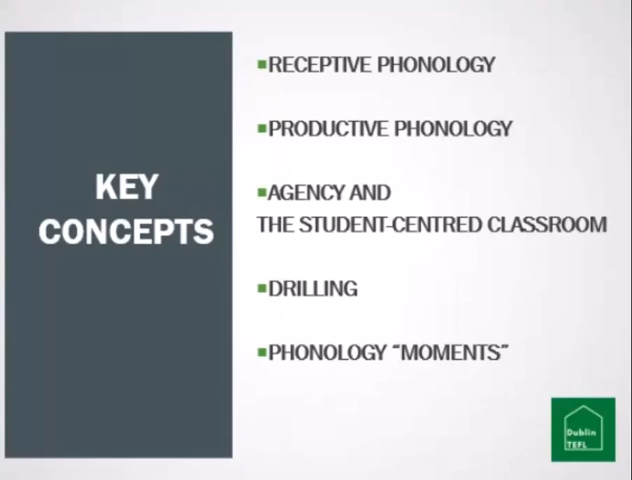 KEY
CONCEPTS
RECEPTIVE PHONOLOGY
PRODUCTIVE PHONOLOGY
AGENCY AND
THE STUDENT-CENTRED CLASSROOM
DRILLING
PHONOLOGY “MOMENTS”
Dublin
TEFL